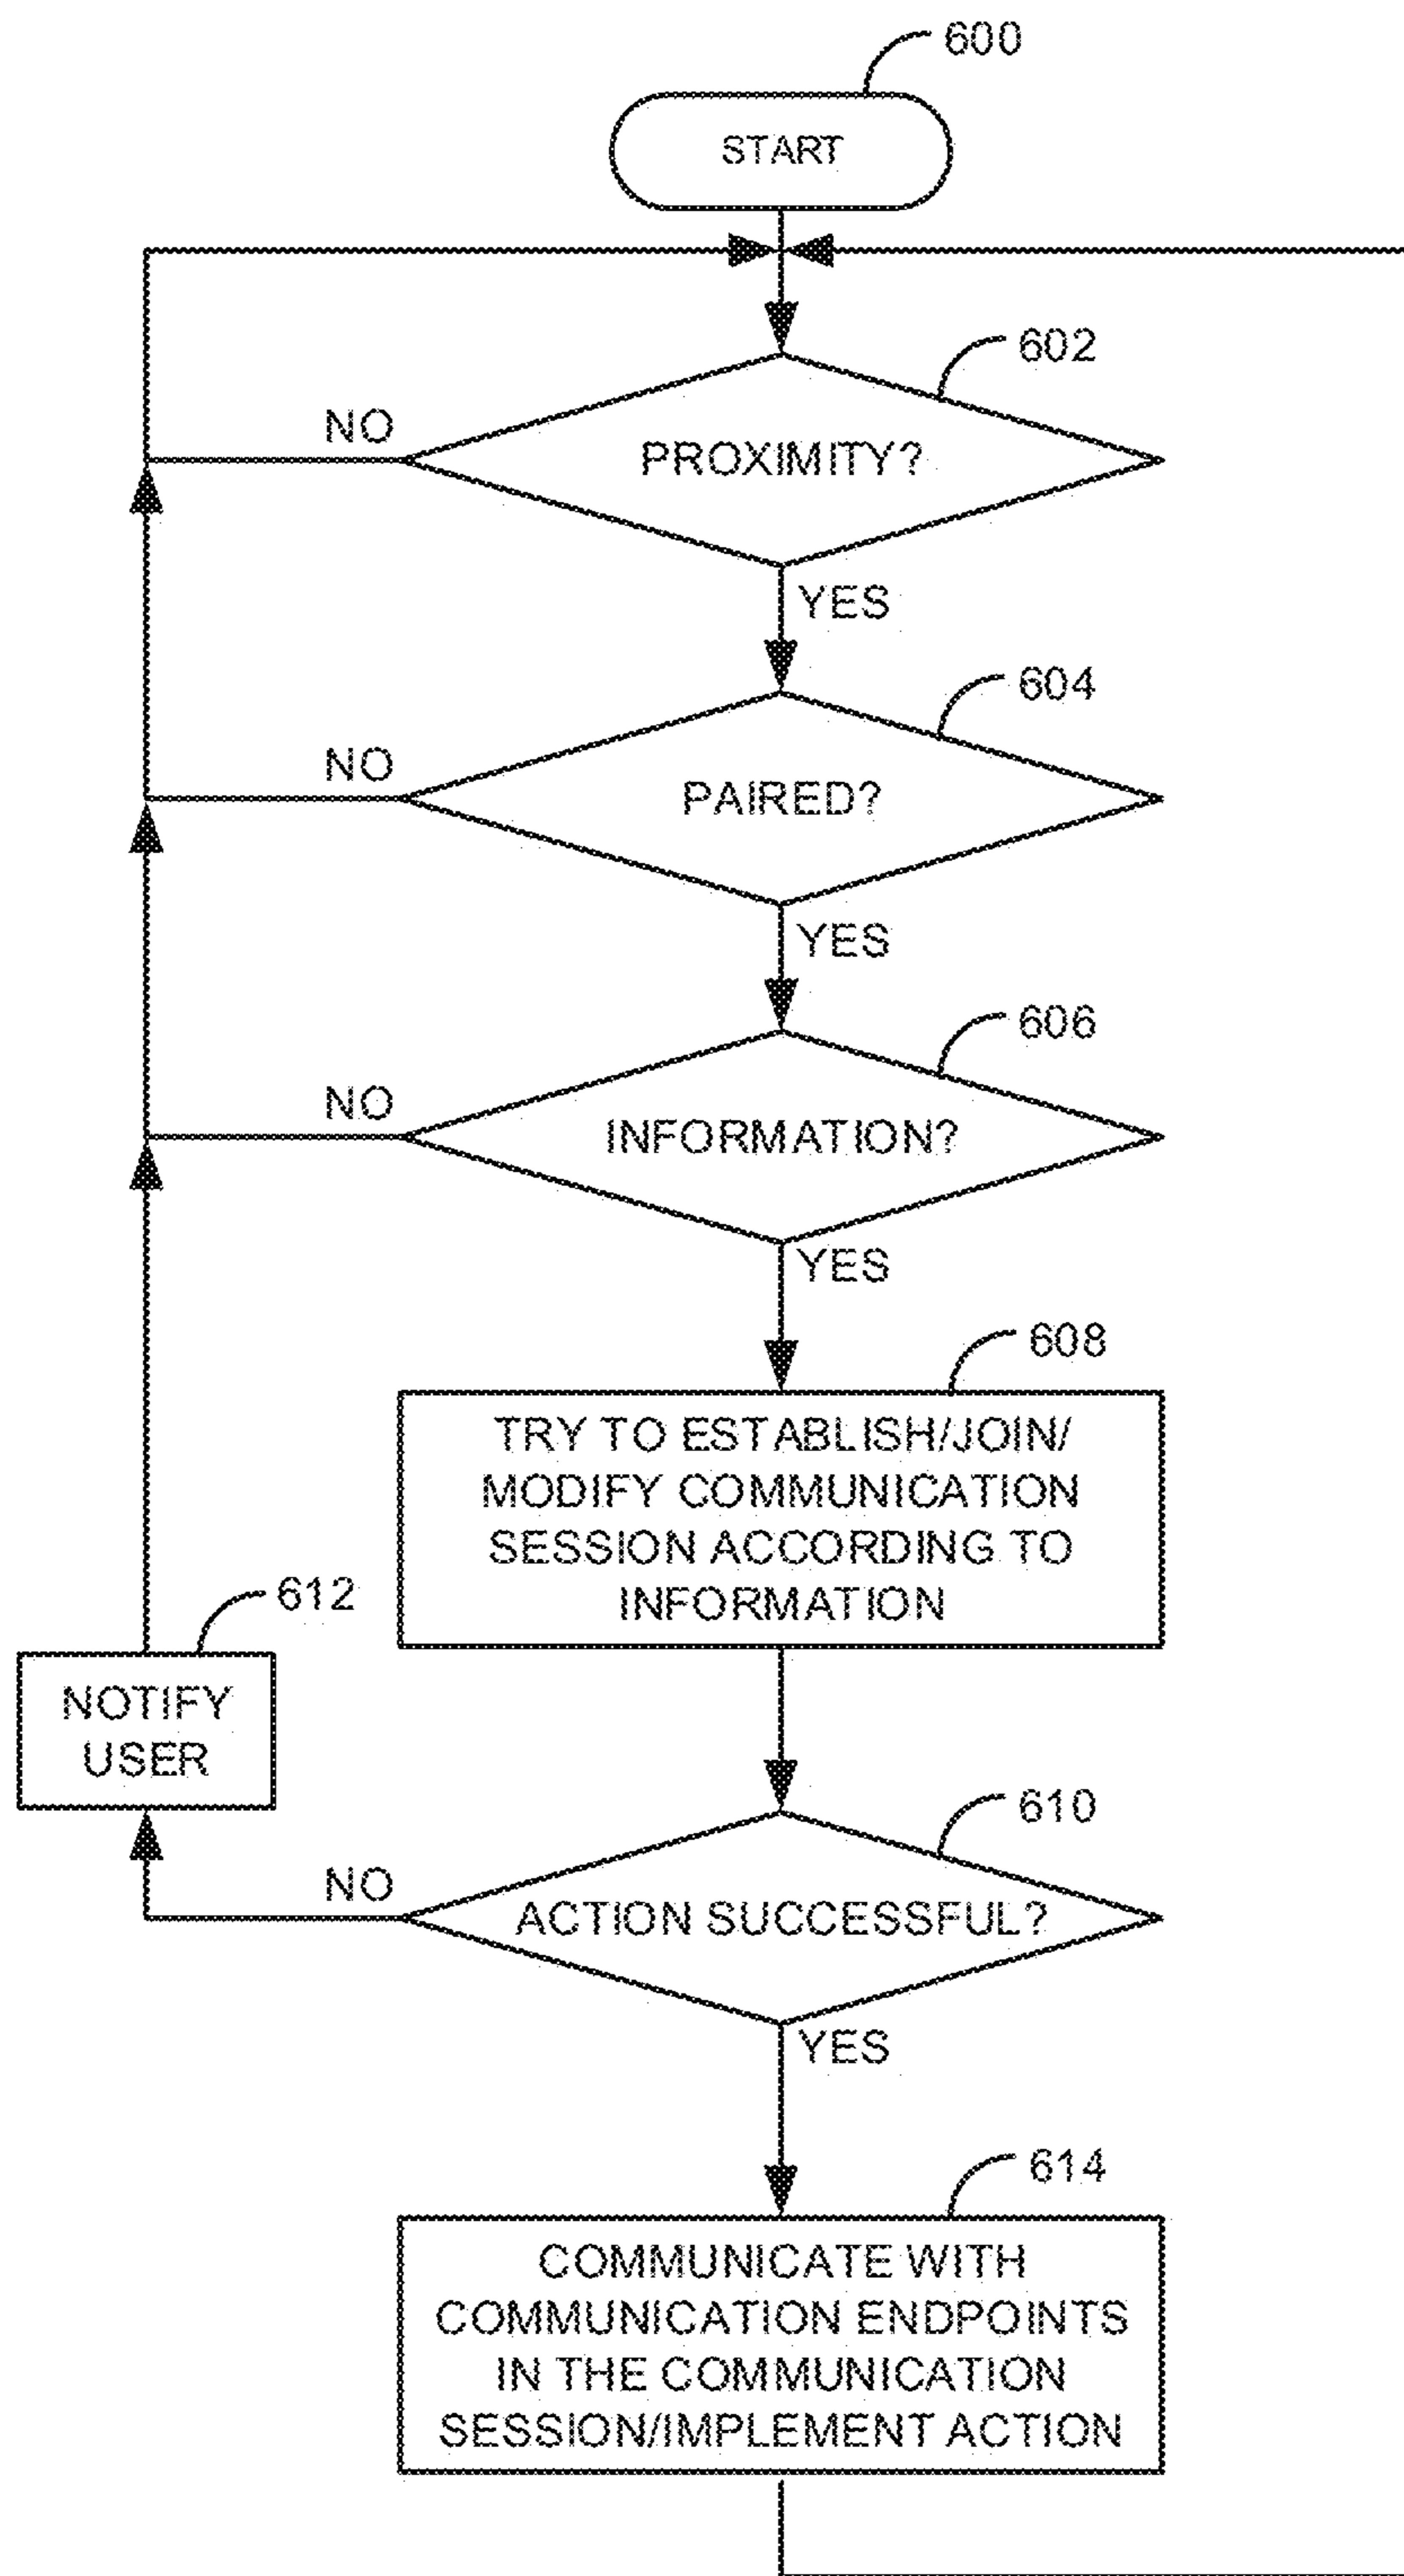 600
START
602
NO
PROXIMITY?
YES
604
NO
PAIRED?
YES
606
NO
INFORMATION?
YES
608
TRY TO ESTABLISH/JOIN/
MODIFY COMMUNICATION
SESSION ACCORDING TO
INFORMATION
612
NOTIFY
USER
610
NO
ACTION SUCCESSFUL?
YES
614
COMMUNICATE WITH
COMMUNICATION ENDPOINTS
IN THE COMMUNICATION
SESSION/IMPLEMENT ACTION